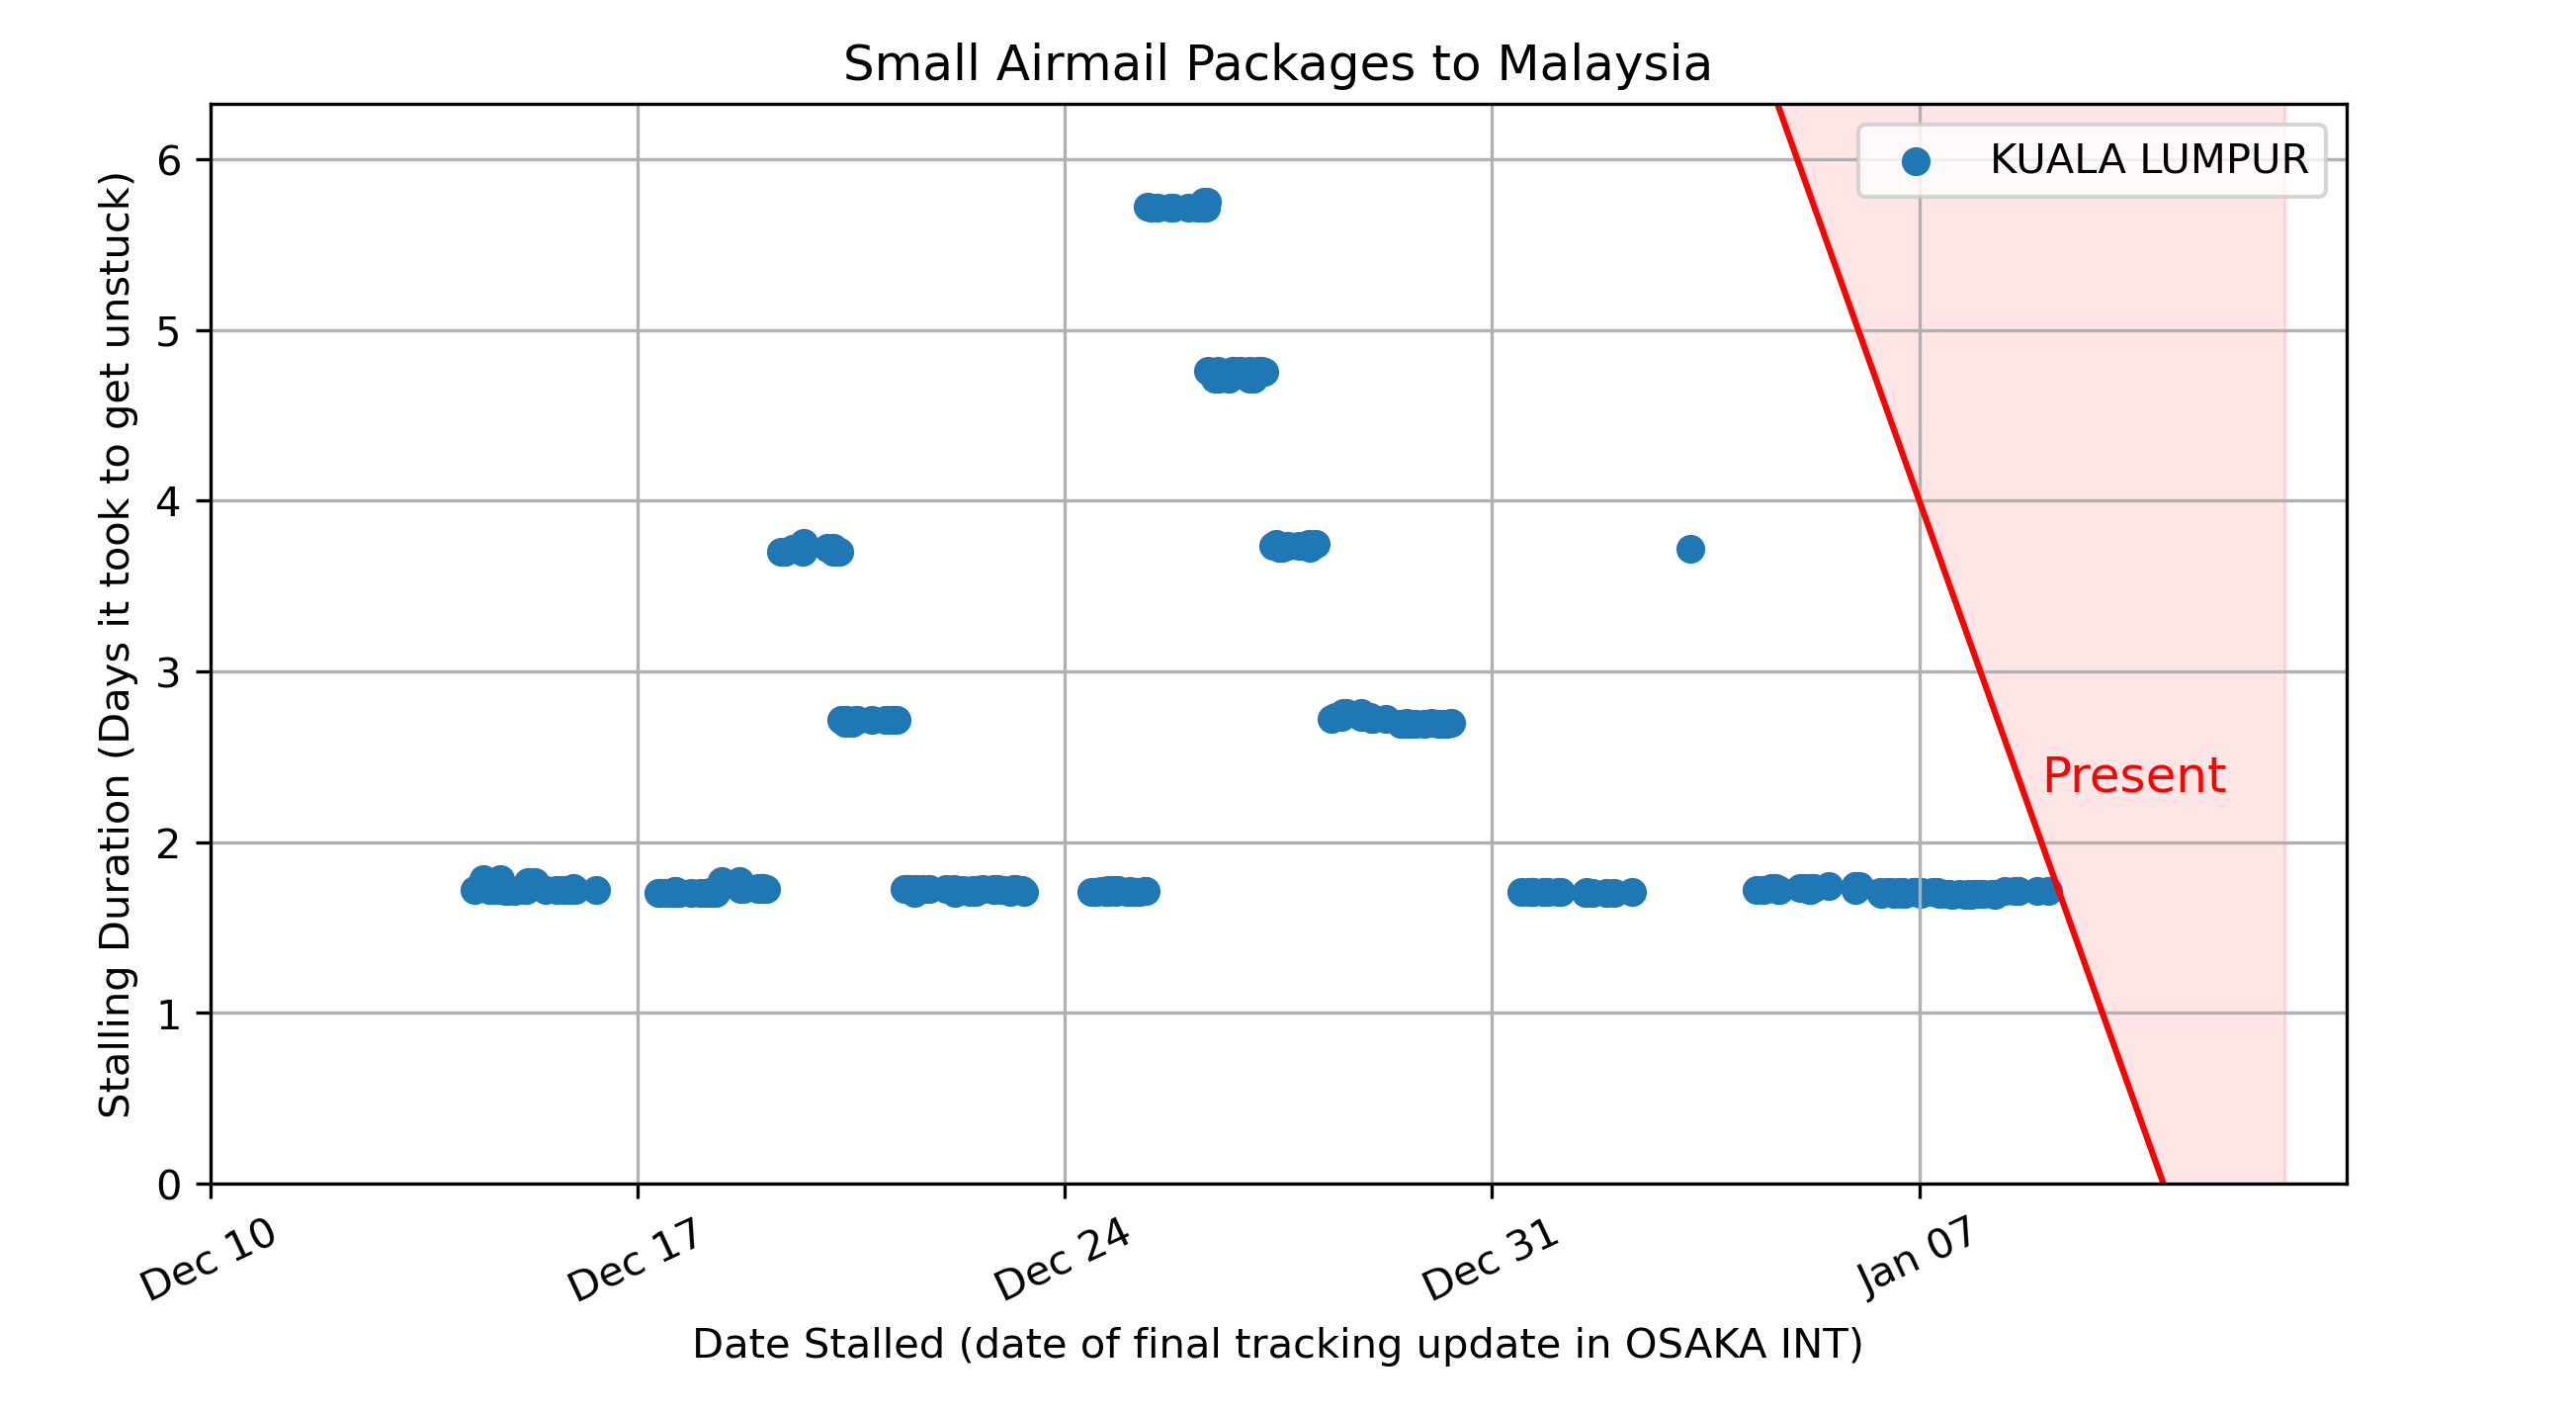 Small Airmail Packages to Malaysia
KUALA LUMPUR
Stalling Duration (Days it took to get unstuck)
6
5
4
3
2
1
0
Present
Dec 10
Dec 17
Dec 24
Dec 31
Jan 07
Date Stalled (date of final tracking update in OSAKA INT)